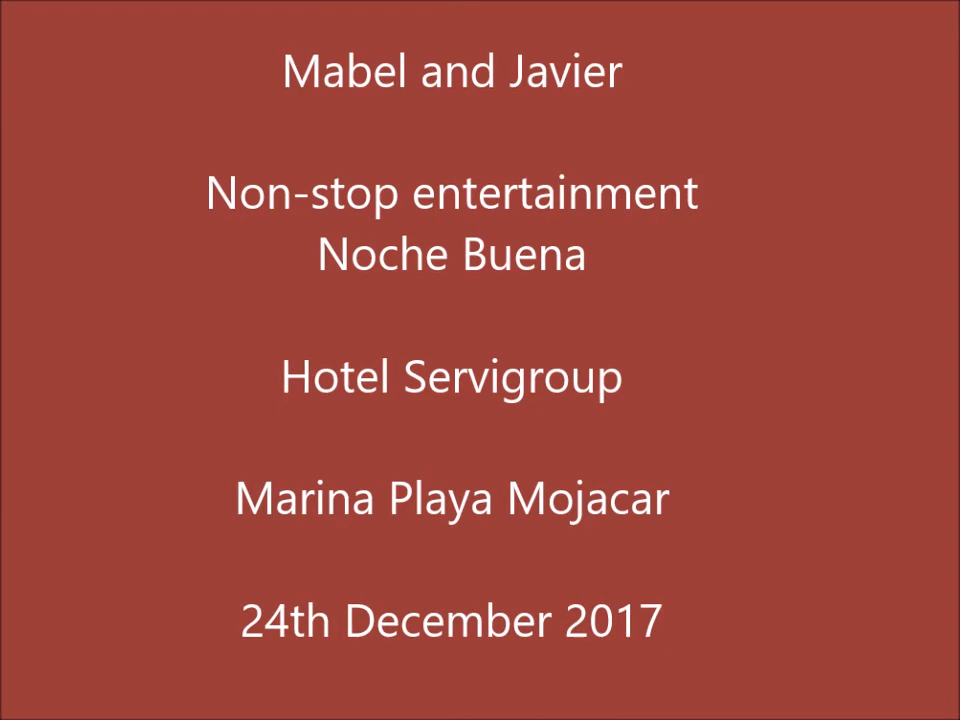 Mabel and Javier
Non-stop entertainment
Noche Buena
Hotel Servigroup
Marina Playa Mojacar
24th December 2017